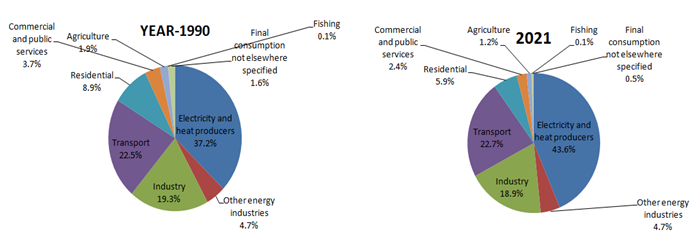 YEAR-1990
Commercial
and public
services
3.7%
Agriculture
1.9%
Final
consumption
not elsewhere
specified
1.6%
Fishing
0.1%
Residential
8.9%
Transport
22.5%
Electricity and
heat producers
37.2%
Industry
19.3%
Other energy
industries
4.7%
2021
Commercial
and public
services
2.4%
Agriculture
1.2%
Fishing
0.1%
Final
consumption
not elsewhere
specified
0.5%
Residential
5.9%
Transport
22.7%
Electricity and
heat producers
43.6%
Industry
18.9%
Other energy
industries
4.7%